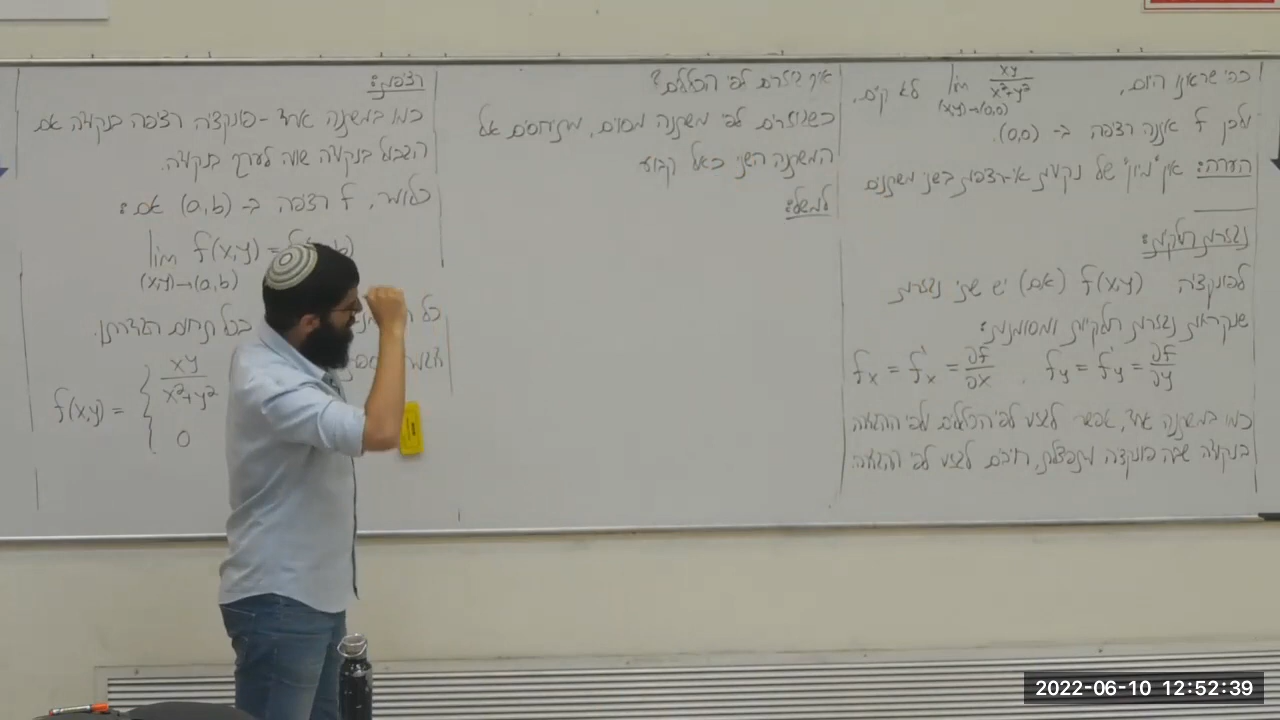 רציפות:
כמו במשתנה אחד - פונקציה רציפה בנקודה אם
הגבול בנקודה שווה לערך בנקודה.
כלומר, f רציפה ב- (a,b) אם:
lim f(x,y) =
(x,y)→(a,b)
כל
בכל תחום הגדרתן.
f(x,y) = { xy / x²+y²
0
כפי שראינו היום, lim xy / x²+y² לא קיים,
(x,y)→(0,0)
ולכן f איננה רציפה ב- (0,0).
הערה: אין "מיון" של נקודות אי-רציפות בשני משתנים
נגזרות חלקיות:
לפונקציה f(x,y) (אם) יש שתי נגזרות
שנקראות נגזרות חלקיות ומסומנות:
fx = f'x = ∂f/∂x , fy = f'y = ∂f/∂y
כמו במשתנה אחד, אפשר לגזור לפי הכללים ולפי ההגדרה
בנקודה שבה פונקציה מתפצלת, חייבים לגזור לפי ההגדרה.
איך גוזרים לפי הכללים?
כשגוזרים לפי משתנה מסוים, מתייחסים אל
המשתנה השני כאל קבוע
למשל:
2022-06-10 12:52:39